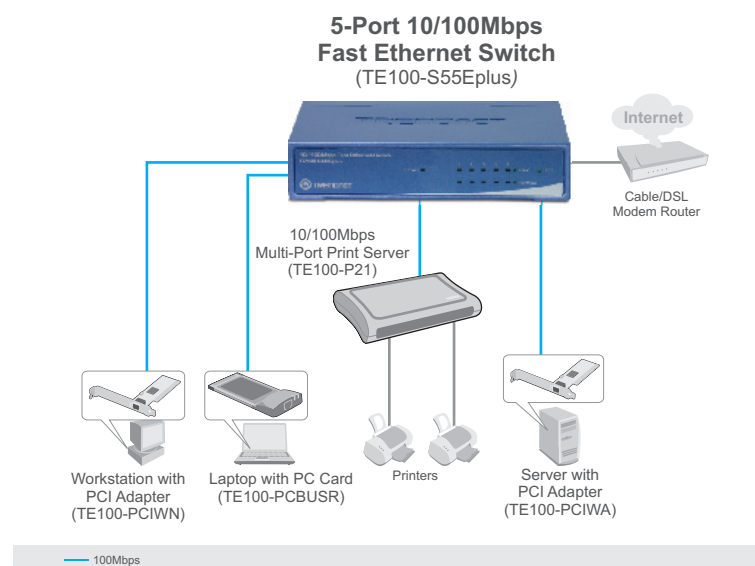 5-Port 10/100Mbps
Fast Ethernet Switch
(TE100-S55Eplus)
Internet
TRENDNET
Cable/DSL
Modem Router
10/100Mbps
Multi-Port Print Server
(TE100-P21)
Workstation with
PCI Adapter
(TE100-PCIWN)
Laptop with PC Card
(TE100-PCBUSR)
Printers
Server with
PCI Adapter
(TE100-PCIWA)
100Mbps